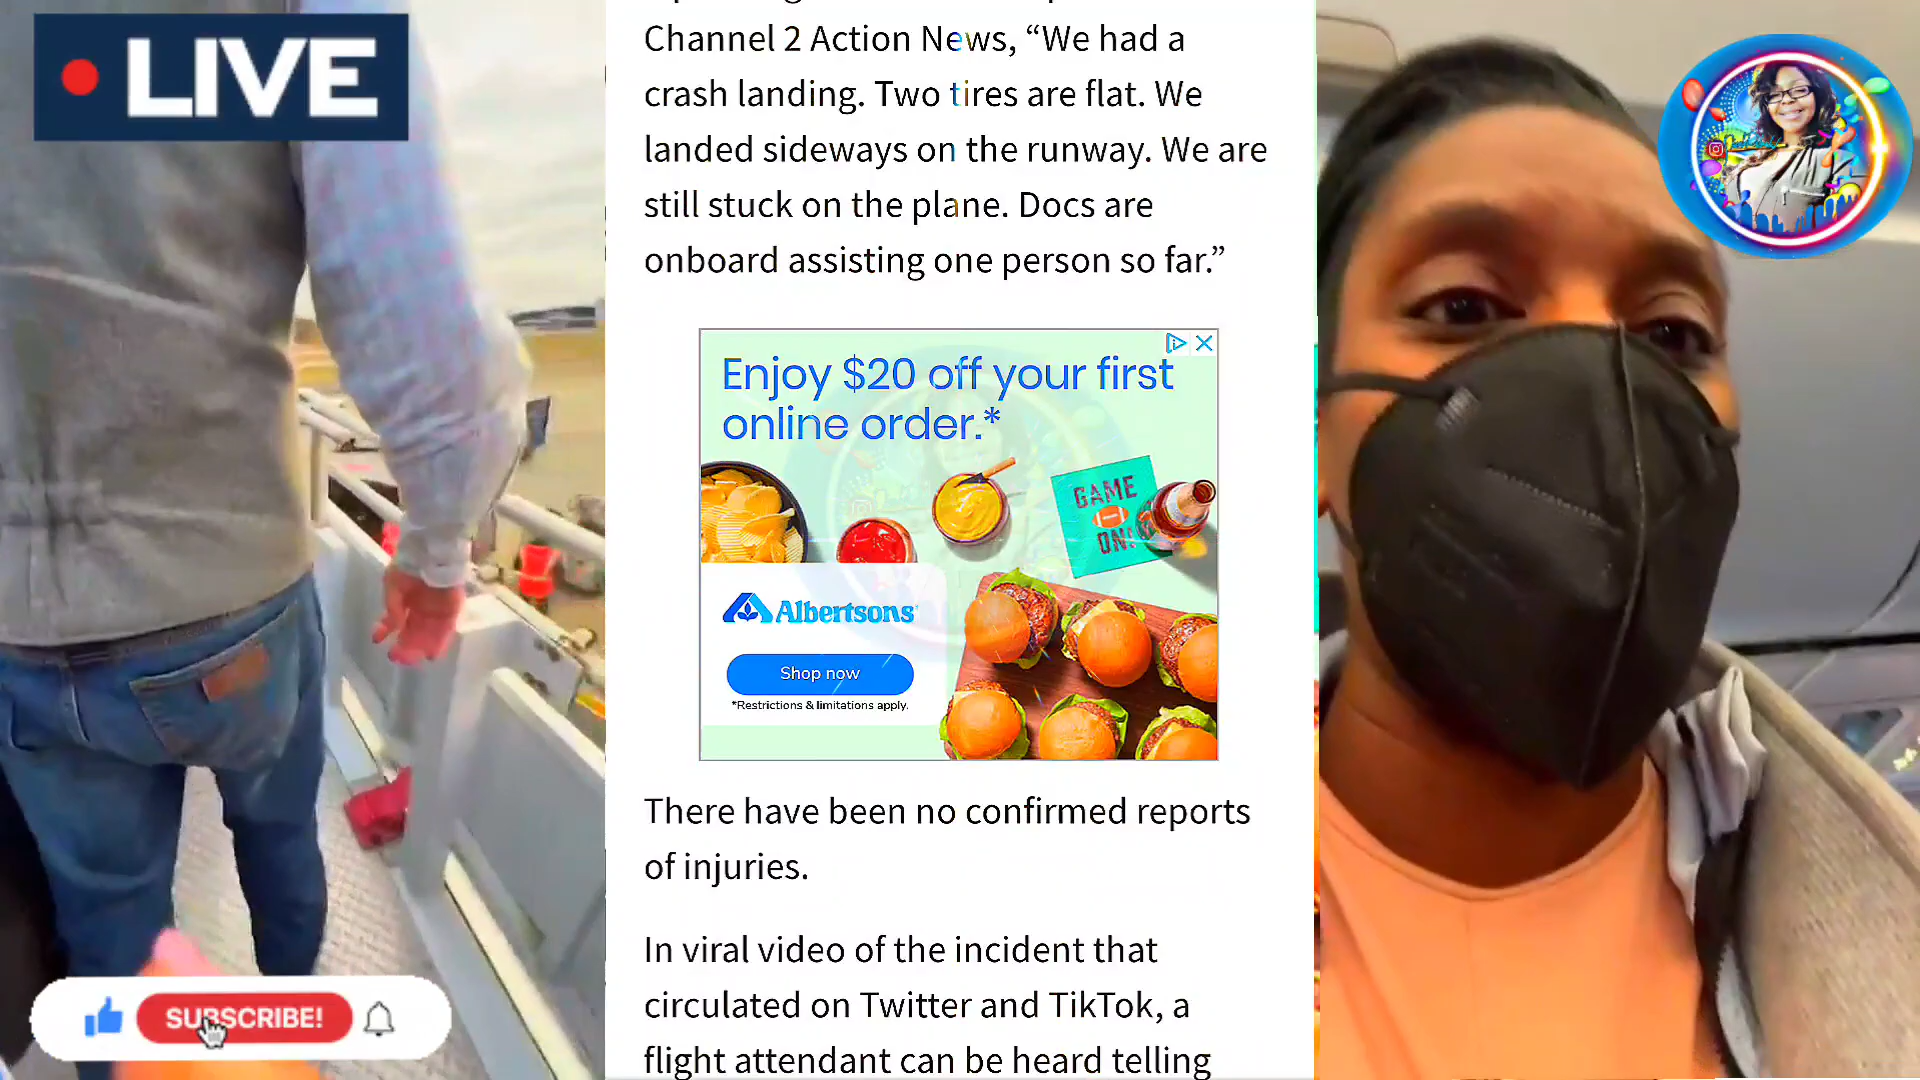 LIVE
Channel 2 Action News, “We had a
crash landing. Two tires are flat. We
landed sideways on the runway. We are
still stuck on the plane. Docs are
onboard assisting one person so far.”
Enjoy $20 off your first
online order.*
GAME
ON!
Albertsons
Shop now
*Restrictions & limitations apply.
There have been no confirmed reports
of injuries.
In viral video of the incident that
circulated on Twitter and TikTok, a
flight attendant can be heard telling
SUBSCRIBE!